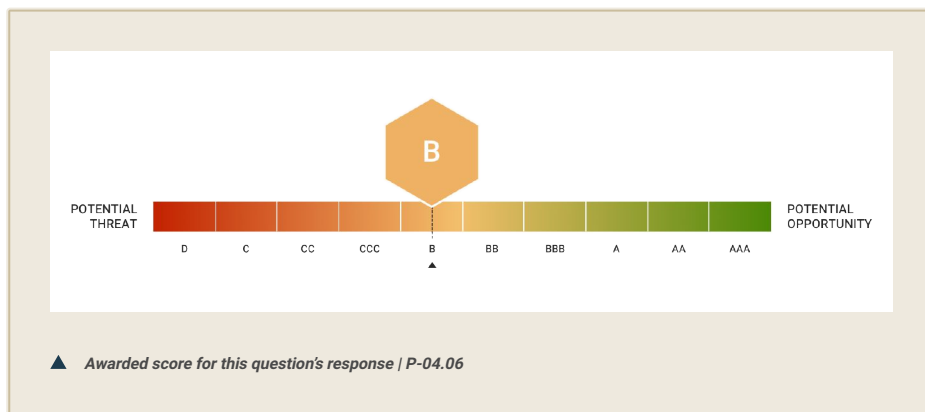 B
POTENTIAL
THREAT
POTENTIAL
OPPORTUNITY
D C CC CCC B BB BBB A AA AAA
Awarded score for this question's response | P-04.06